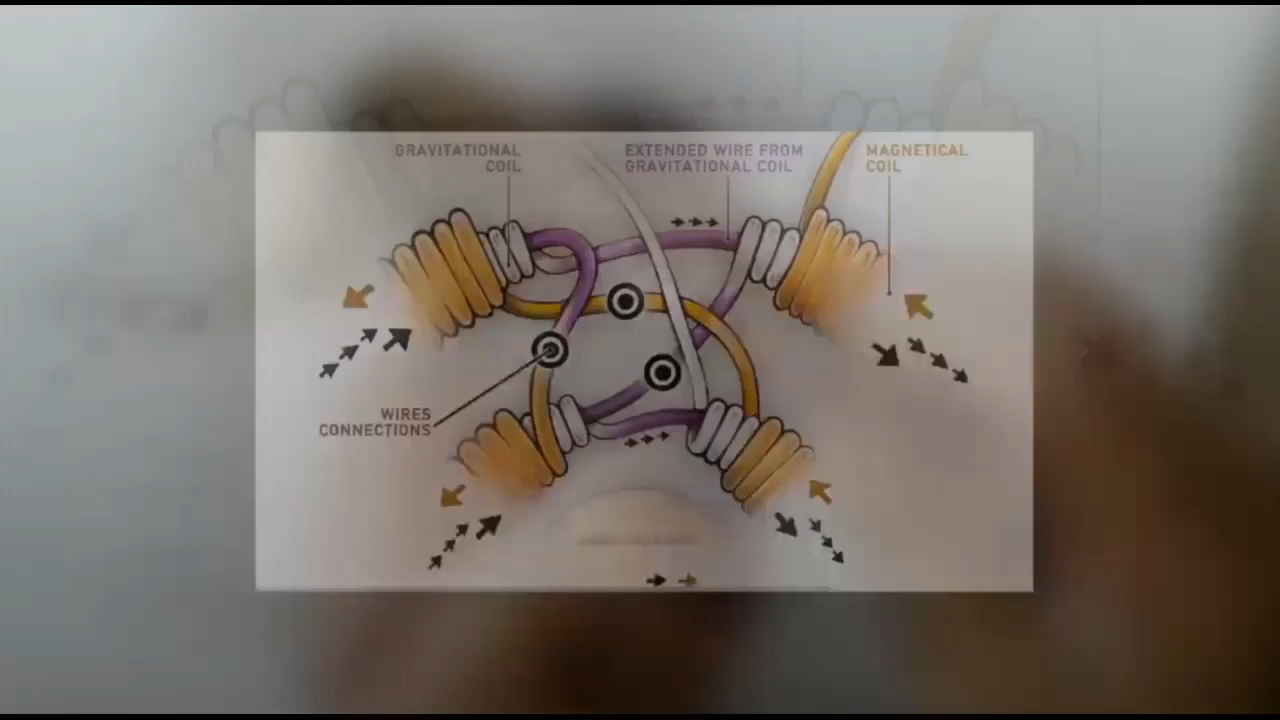 GRAVITATIONAL
COIL
EXTENDED WIRE FROM
GRAVITATIONAL COIL
MAGNETICAL
COIL
WIRES
CONNECTIONS